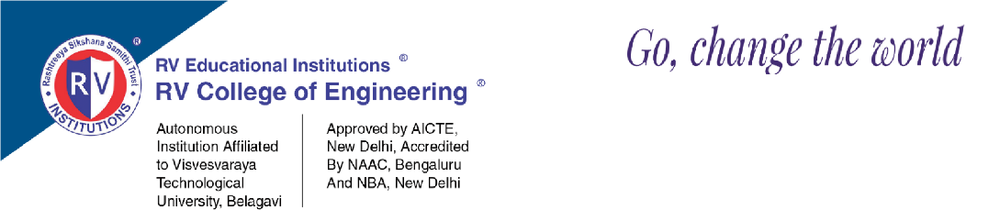 Go, change the world
Rashtreeya Sikshana Samithi Trust
®
RV
INSTITUTIONS
RV Educational Institutions ®
RV College of Engineering ®
Autonomous
Institution Affiliated
to Visvesvaraya
Technological
University, Belagavi
Approved by AICTE,
New Delhi, Accredited
By NAAC, Bengaluru
And NBA, New Delhi